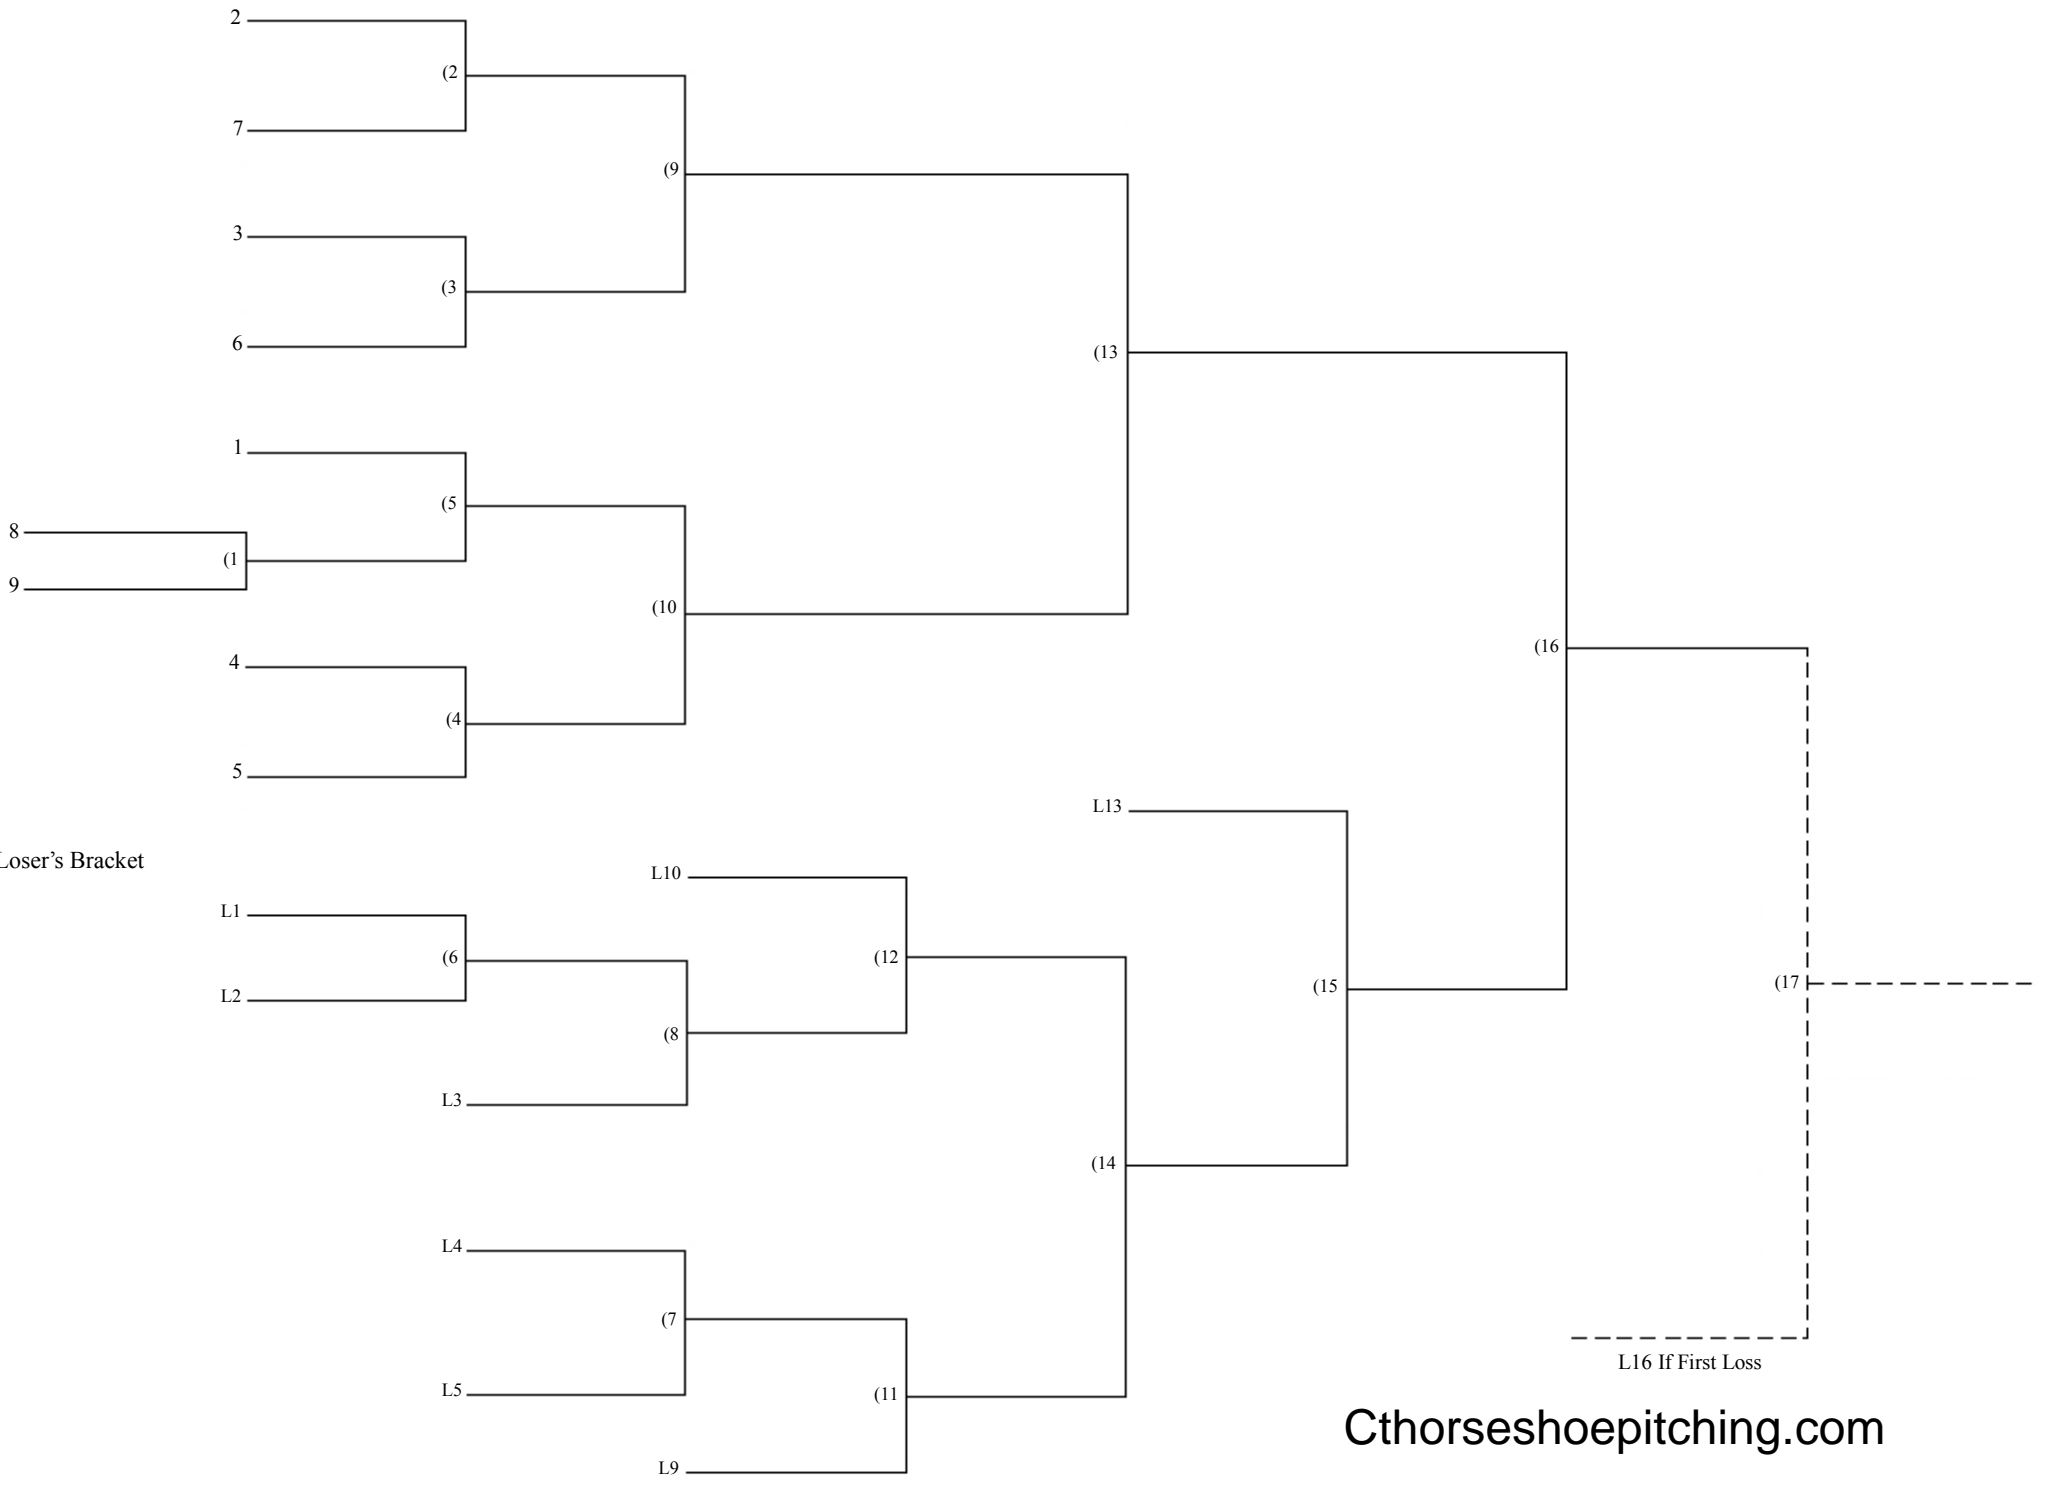 2
(2
7
(9
3
(3
6
(13
1
(5
8
(1
9
(10
4
(4
5
(16
L13
Loser’s Bracket
L10
L1
(6
L2
(12
(8
L3
(15
(17
(14
L4
(7
L5
(11
L9
L16 If First Loss
Cthorseshoepitching.com